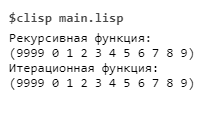 $clisp main.lisp
Рекурсивная функция:
(9999 0 1 2 3 4 5 6 7 8 9)
Итерационная функция:
(9999 0 1 2 3 4 5 6 7 8 9)